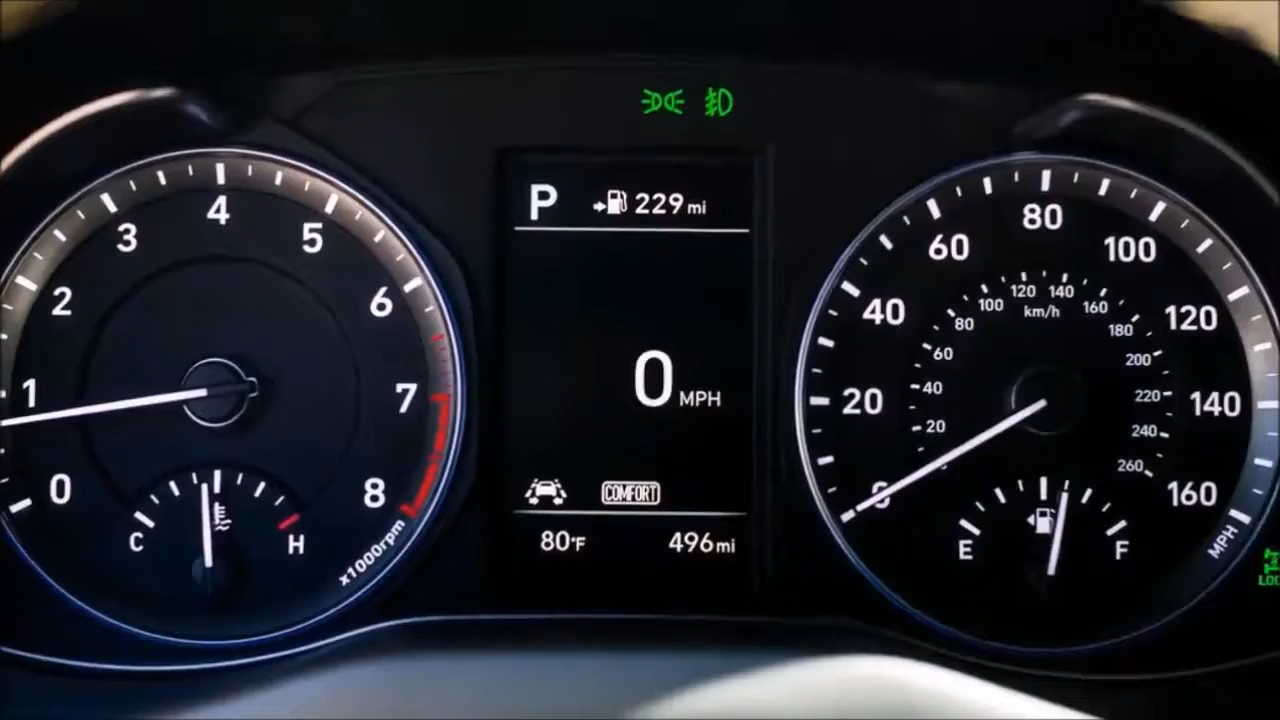 P 229 mi
0 MPH
COMFORT
80°F 496 mi
0 1 2 3 4 5 6 7 8
x1000rpm
C H
0 20 40 60 80 100 120 140 160
MPH
20 40 60 80 100 120 140 160 180 200 220 240 260
km/h
E F